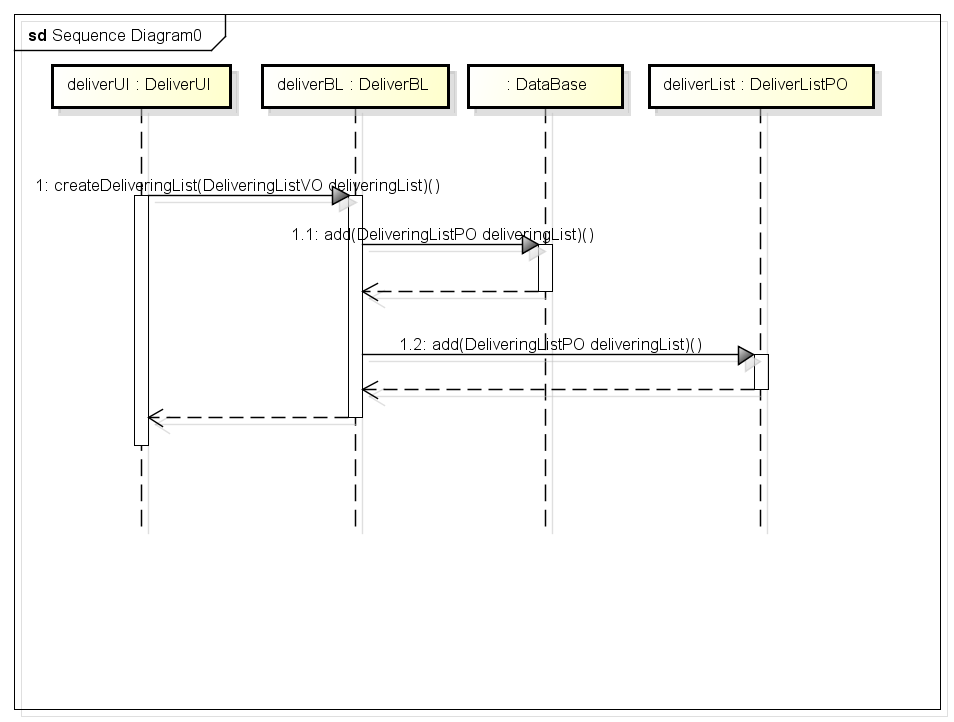 sd Sequence Diagram0
deliverUI : DeliverUI
deliverBL : DeliverBL
: DataBase
deliverList : DeliverListPO
1: createDeliveringList(DeliveringListVO deliveringList)()
1.1: add(DeliveringListPO deliveringList)()
1.2: add(DeliveringListPO deliveringList)()